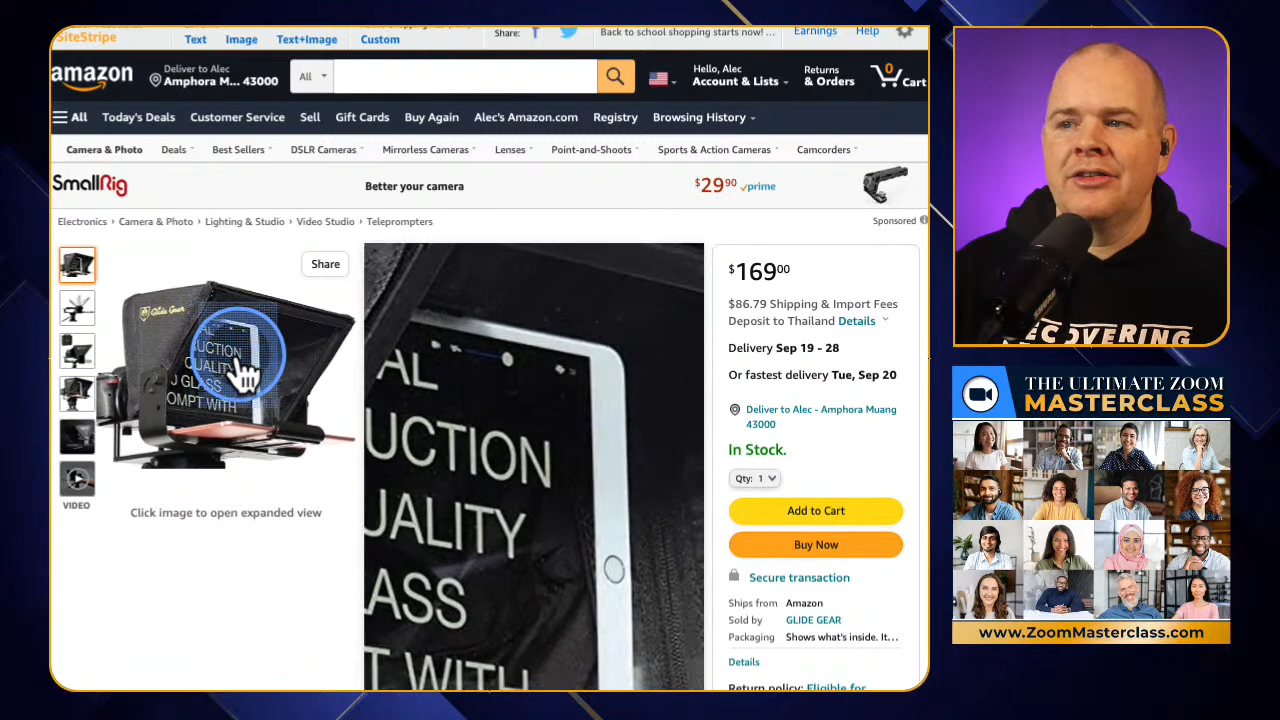 SiteStripe
Text Image Text+Image Custom
Share: Back to school shopping starts now! ... Earnings Help
amazon
Deliver to Alec
Amphora M... 43000
All
Hello, Alec
Account & Lists
Returns
& Orders
0
Cart
All Today's Deals Customer Service Sell Gift Cards Buy Again Alec's Amazon.com Registry Browsing History
Camera & Photo Deals Best Sellers DSLR Cameras Mirrorless Cameras Lenses Point-and-Shoots Sports & Action Cameras Camcorders
SmallRig Better your camera $29 90 prime
Electronics › Camera & Photo › Lighting & Studio › Video Studio › Teleprompters
Sponsored
Share
Glide Gear
AL
UCTION
QUALITY
J GLASS
OMPT WITH
VIDEO
Click image to open expanded view
AL
UCTION
UALITY
ASS
T WITH
$169 00
$86.79 Shipping & Import Fees
Deposit to Thailand Details
Delivery Sep 19 - 28
Or fastest delivery Tue, Sep 20
Deliver to Alec - Amphora Muang
43000
In Stock.
Qty: 1
Add to Cart
Buy Now
Secure transaction
Ships from Amazon
Sold by GLIDE GEAR
Packaging Shows what's inside. It...
Details
Return policy: Eligible for
ECOVERING
THE ULTIMATE ZOOM
MASTERCLASS
www.ZoomMasterclass.com